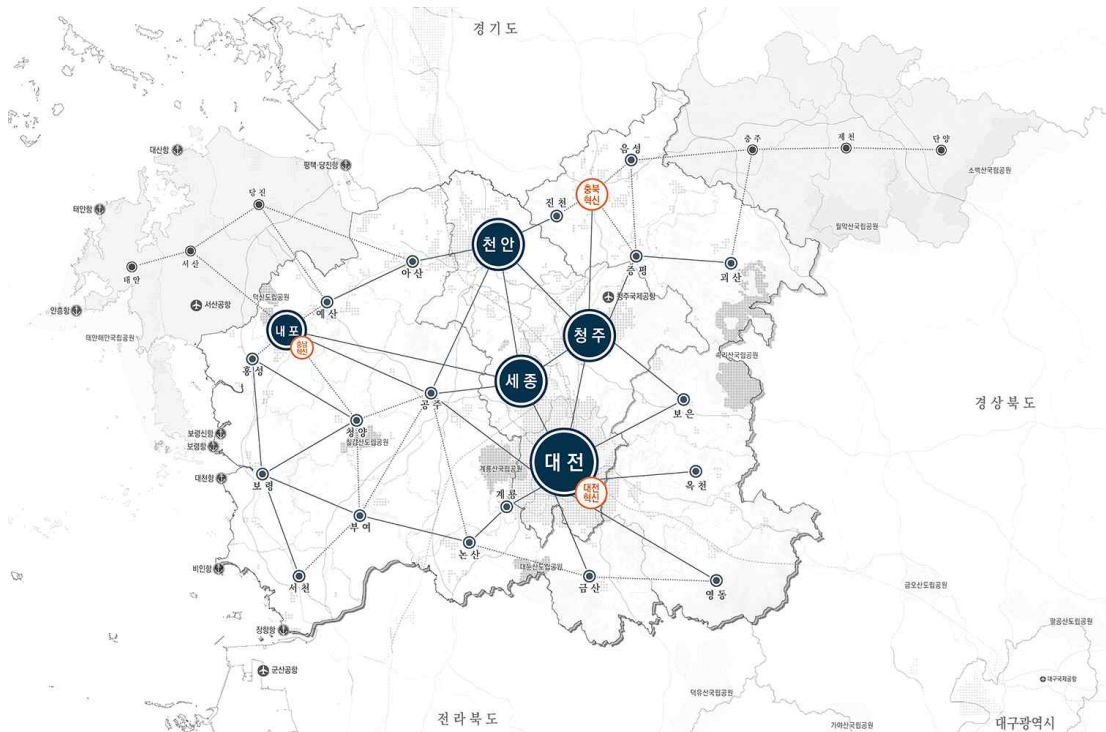 경기도
충주
제천
단양
음성
대신항
평택·당진항
소백산국립공원
당진
충북
혁신
진천
태안항
월악산국립공원
천안
서산
아산
증평
괴산
태안
덕산도립공원
예산
청주국제공항
서산공항
안흥항
내포
청주
태안해안국립공원
충남
혁신
홍성
속리산국립공원
세종
공주
보은
경상북도
청양
칠갑산도립공원
보령신항
보령항
대전
계룡산국립공원
보령
대천항
옥천
대전
혁신
계룡
부여
논산
비인항
대둔산도립공원
서천
금산
영동
금오산도립공원
장항항
팔공산도립공원
군산공항
대구국제공항
덕유산국립공원
전라북도
가야산국립공원
대구광역시